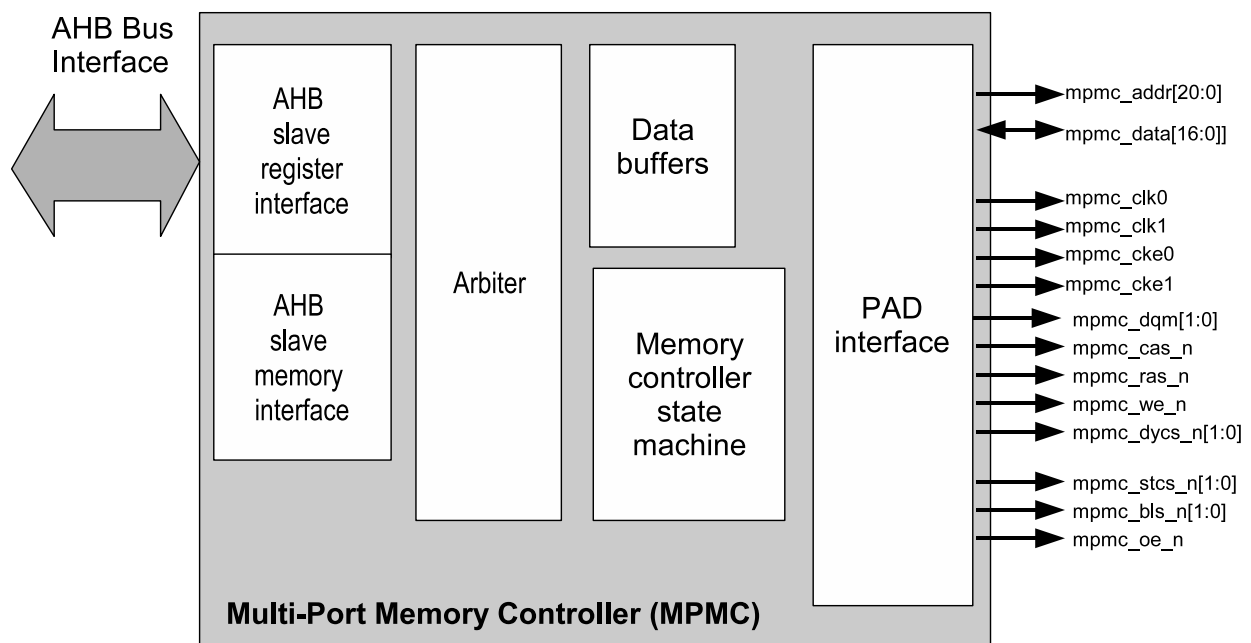 AHB Bus
Interface
AHB
slave
register
interface
AHB
slave
memory
interface
Arbiter
Data
buffers
Memory
controller
state
machine
PAD
interface
mpmc_addr[20:0]
mpmc_data[16:0]]
mpmc_clk0
mpmc_clk1
mpmc_cke0
mpmc_cke1
mpmc_dqm[1:0]
mpmc_cas_n
mpmc_ras_n
mpmc_we_n
mpmc_dycs_n[1:0]
mpmc_stcs_n[1:0]
mpmc_bls_n[1:0]
mpmc_oe_n
Multi-Port Memory Controller (MPMC)